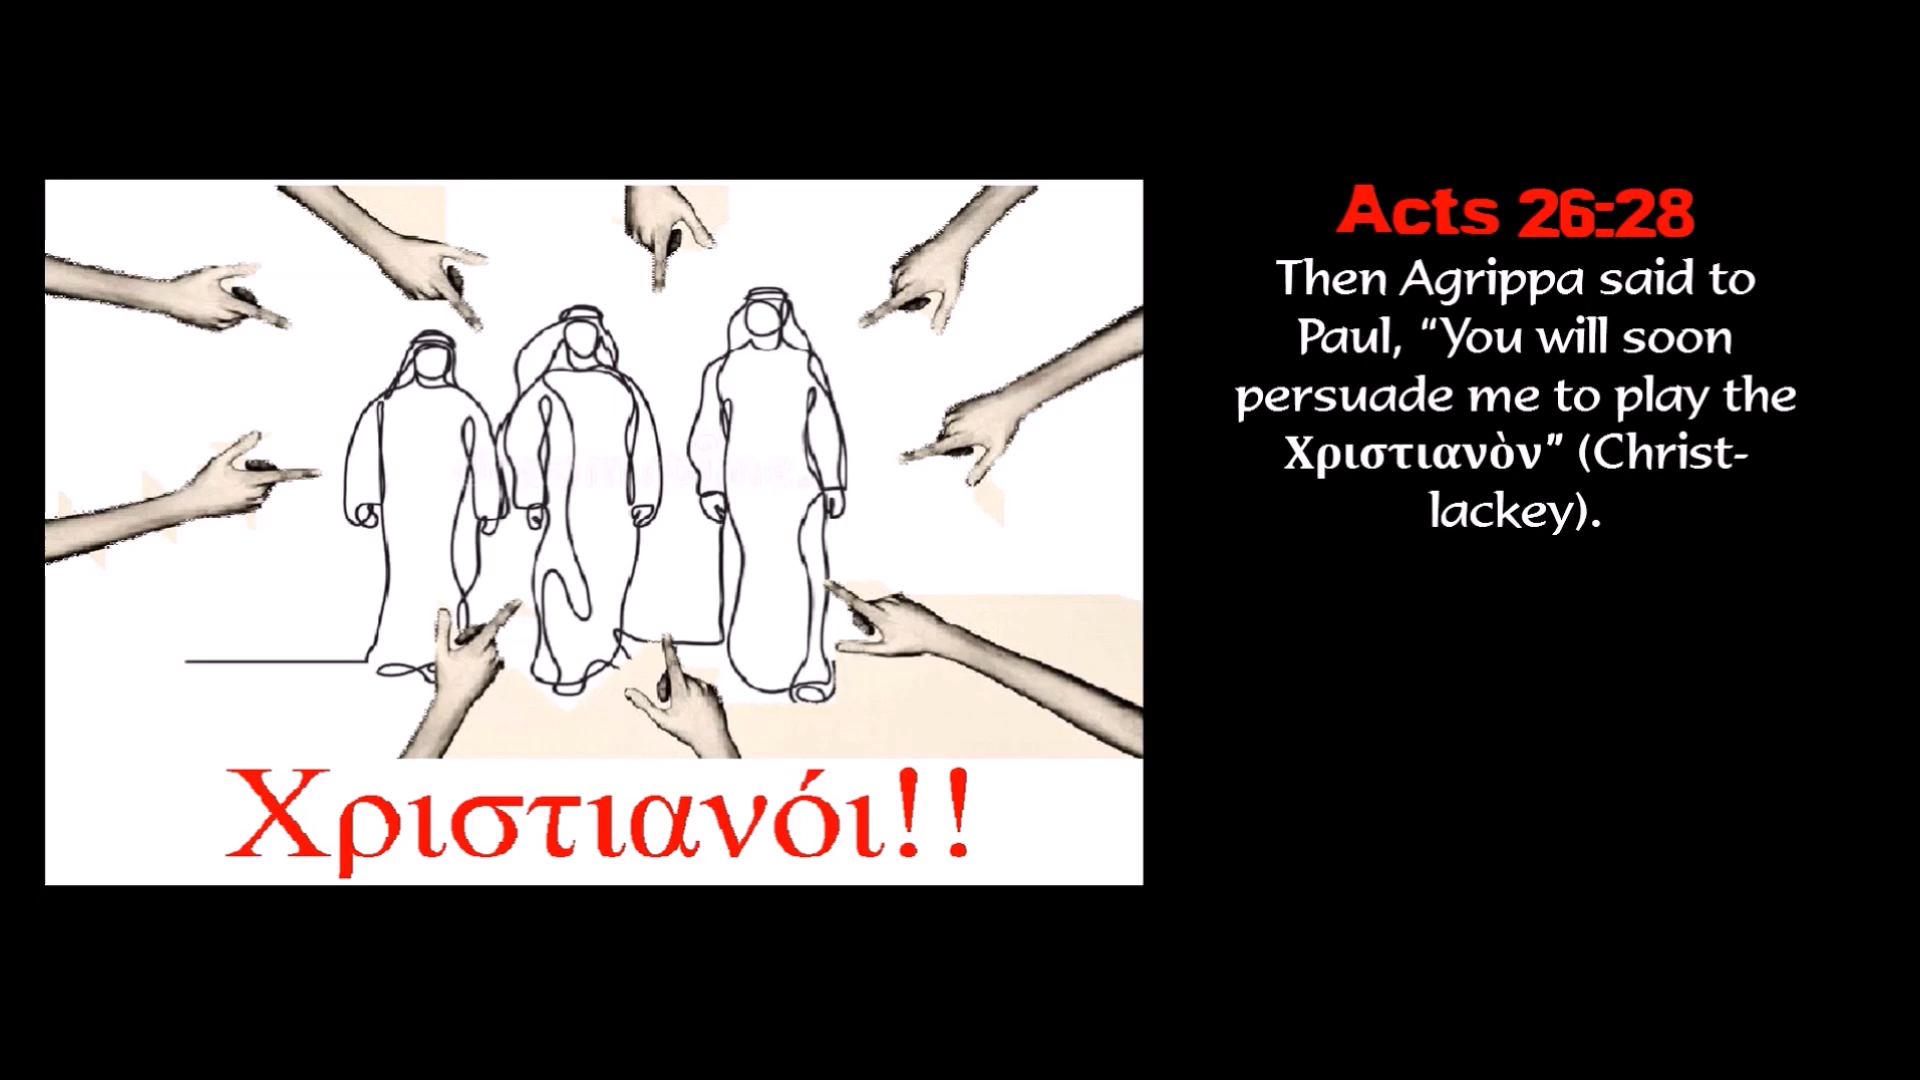 Acts 26:28
Then Agrippa said to
Paul, “You will soon
persuade me to play the
Χριστιανὸν” (Christ-
lackey).
Χριστιανόι!!